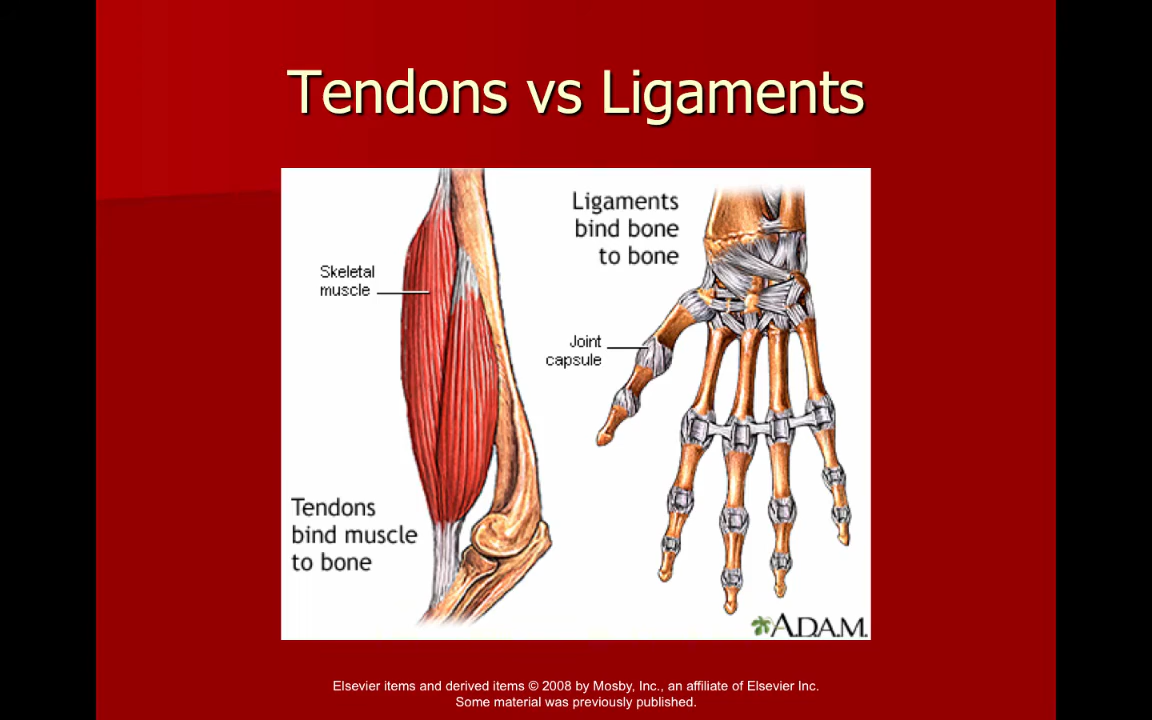 Tendons vs Ligaments
Ligaments
bind bone
to bone
Skeletal
muscle
Joint
capsule
Tendons
bind muscle
to bone
A.D.A.M.
Elsevier items and derived items © 2008 by Mosby, Inc., an affiliate of Elsevier Inc.
Some material was previously published.